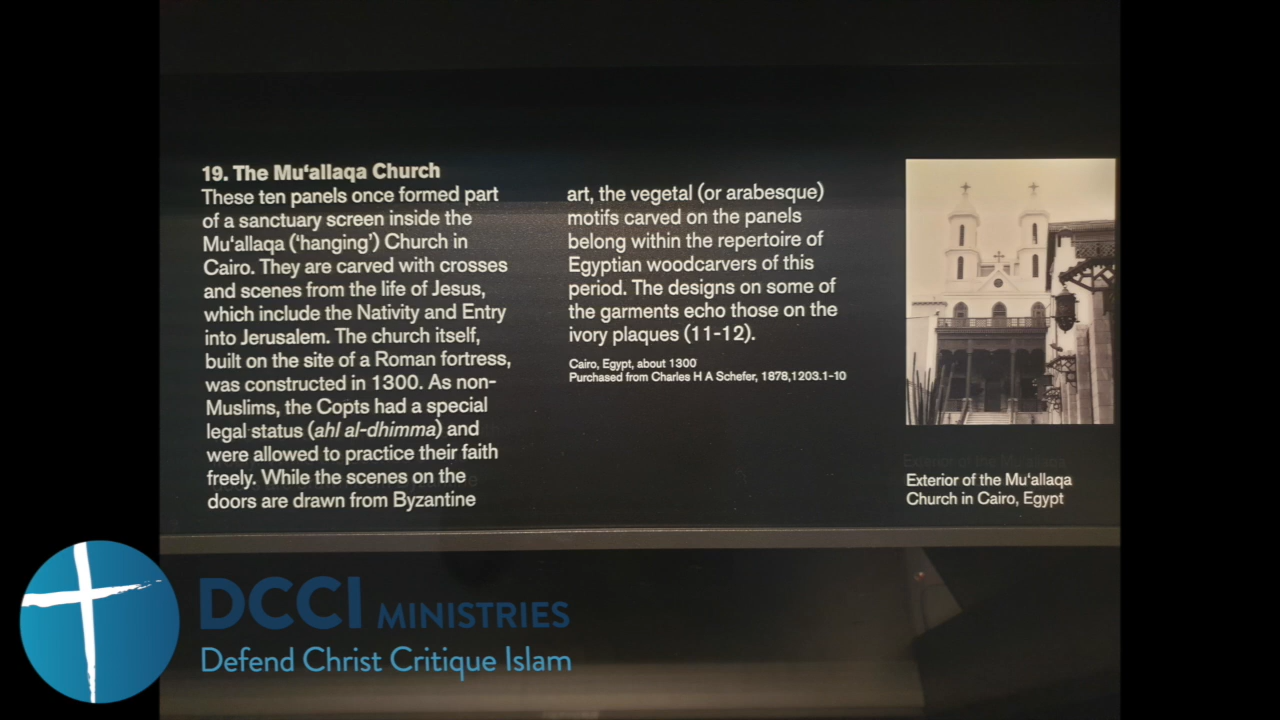 19. The Mu‘allaqa Church
These ten panels once formed part
of a sanctuary screen inside the
Mu‘allaqa (‘hanging’) Church in
Cairo. They are carved with crosses
and scenes from the life of Jesus,
which include the Nativity and Entry
into Jerusalem. The church itself,
built on the site of a Roman fortress,
was constructed in 1300. As non-
Muslims, the Copts had a special
legal status (ahl al-dhimma) and
were allowed to practice their faith
freely. While the scenes on the
doors are drawn from Byzantine
art, the vegetal (or arabesque)
motifs carved on the panels
belong within the repertoire of
Egyptian woodcarvers of this
period. The designs on some of
the garments echo those on the
ivory plaques (11-12).
Cairo, Egypt, about 1300
Purchased from Charles H A Schefer, 1878,1203.1-10
Exterior of the Mu‘allaqa
Church in Cairo, Egypt
DCCI MINISTRIES
Defend Christ Critique Islam